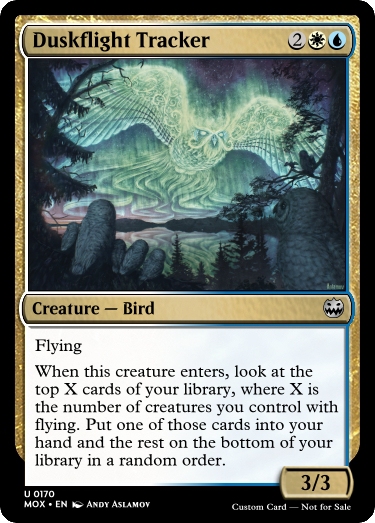 Duskflight Tracker 2
Creature — Bird
Flying
When this creature enters, look at the
top X cards of your library, where X is
the number of creatures you control with
flying. Put one of those cards into your
hand and the rest on the bottom of your
library in a random order.
3/3
U 0170
MOX • EN Andy Aslamov
Custom Card — Not for Sale